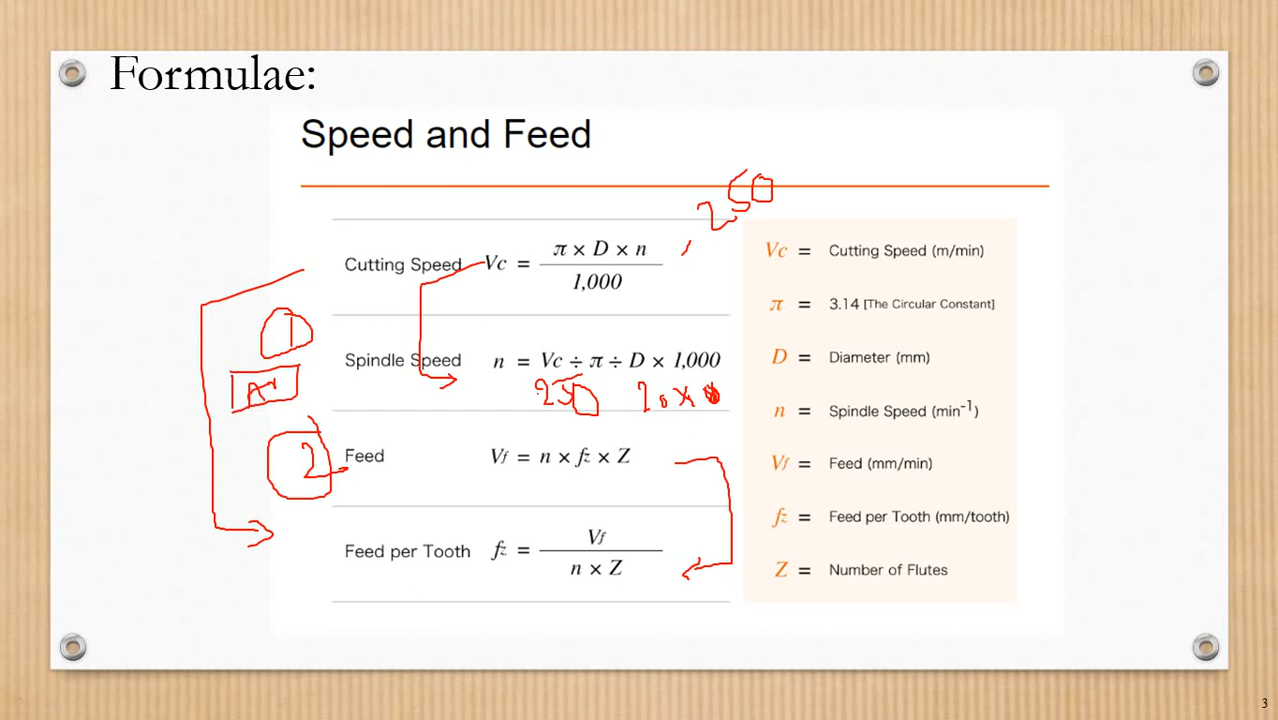 Formulae:
Speed and Feed
250
Cutting Speed Vc = π × D × n / 1,000
Spindle Speed n = Vc ÷ π ÷ D × 1,000
250
Feed Vf = n × fz × Z
2
Feed per Tooth fz = Vf / n × Z
Vc = Cutting Speed (m/min)
π = 3.14 [The Circular Constant]
D = Diameter (mm)
n = Spindle Speed (min⁻¹)
Vf = Feed (mm/min)
fz = Feed per Tooth (mm/tooth)
Z = Number of Flutes
3